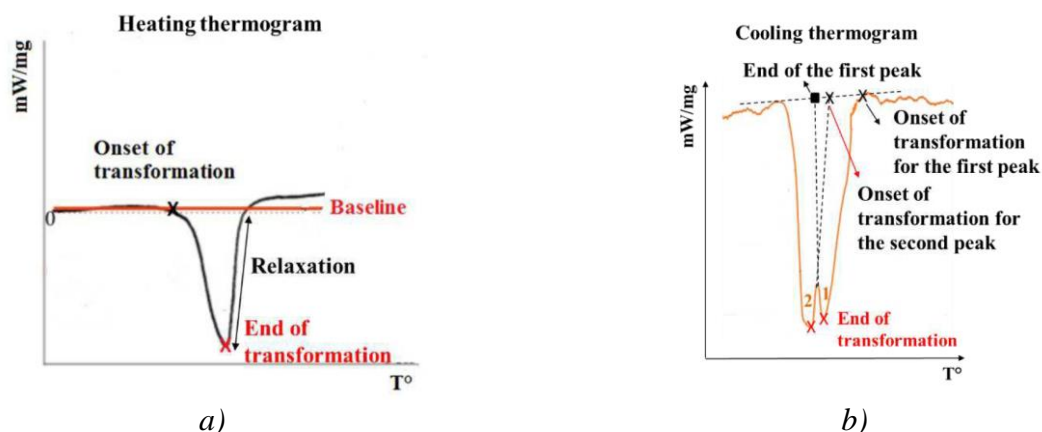 Heating thermogram
mW/mg
Onset of
transformation
0
Baseline
Relaxation
End of
transformation
T°
a)
Cooling thermogram
End of the first peak
mW/mg
Onset of
transformation
for the first peak
Onset of
transformation for
the second peak
2
1
End of
transformation
T°
b)